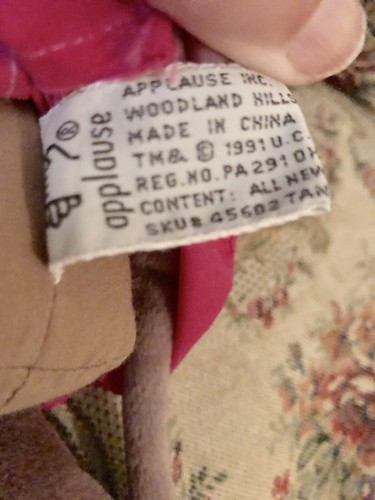 APPLAUSE INC.
WOODLAND HILLS
MADE IN CHINA
TM& © 1991 U.C.
REG.NO.PA 291 
CONTENT: ALL NEW
SKU# 45602 TAN
applause